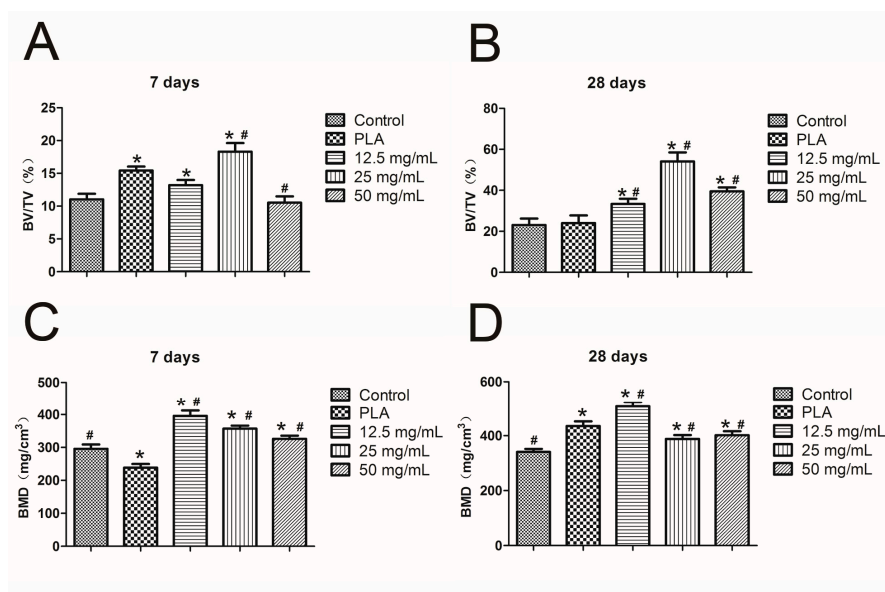 A
7 days
BV/TV (%)
25
20
15
10
5
0
*
*
* #
#
Control
PLA
12.5 mg/mL
25 mg/mL
50 mg/mL
B
28 days
BV/TV (%)
80
60
40
20
0
* #
* #
* #
Control
PLA
12.5 mg/mL
25 mg/mL
50 mg/mL
C
7 days
BMD (mg/cm³)
500
400
300
200
100
0
#
*
* #
* #
* #
Control
PLA
12.5 mg/mL
25 mg/mL
50 mg/mL
D
28 days
BMD (mg/cm³)
600
400
200
0
#
*
* #
* #
* #
Control
PLA
12.5 mg/mL
25 mg/mL
50 mg/mL